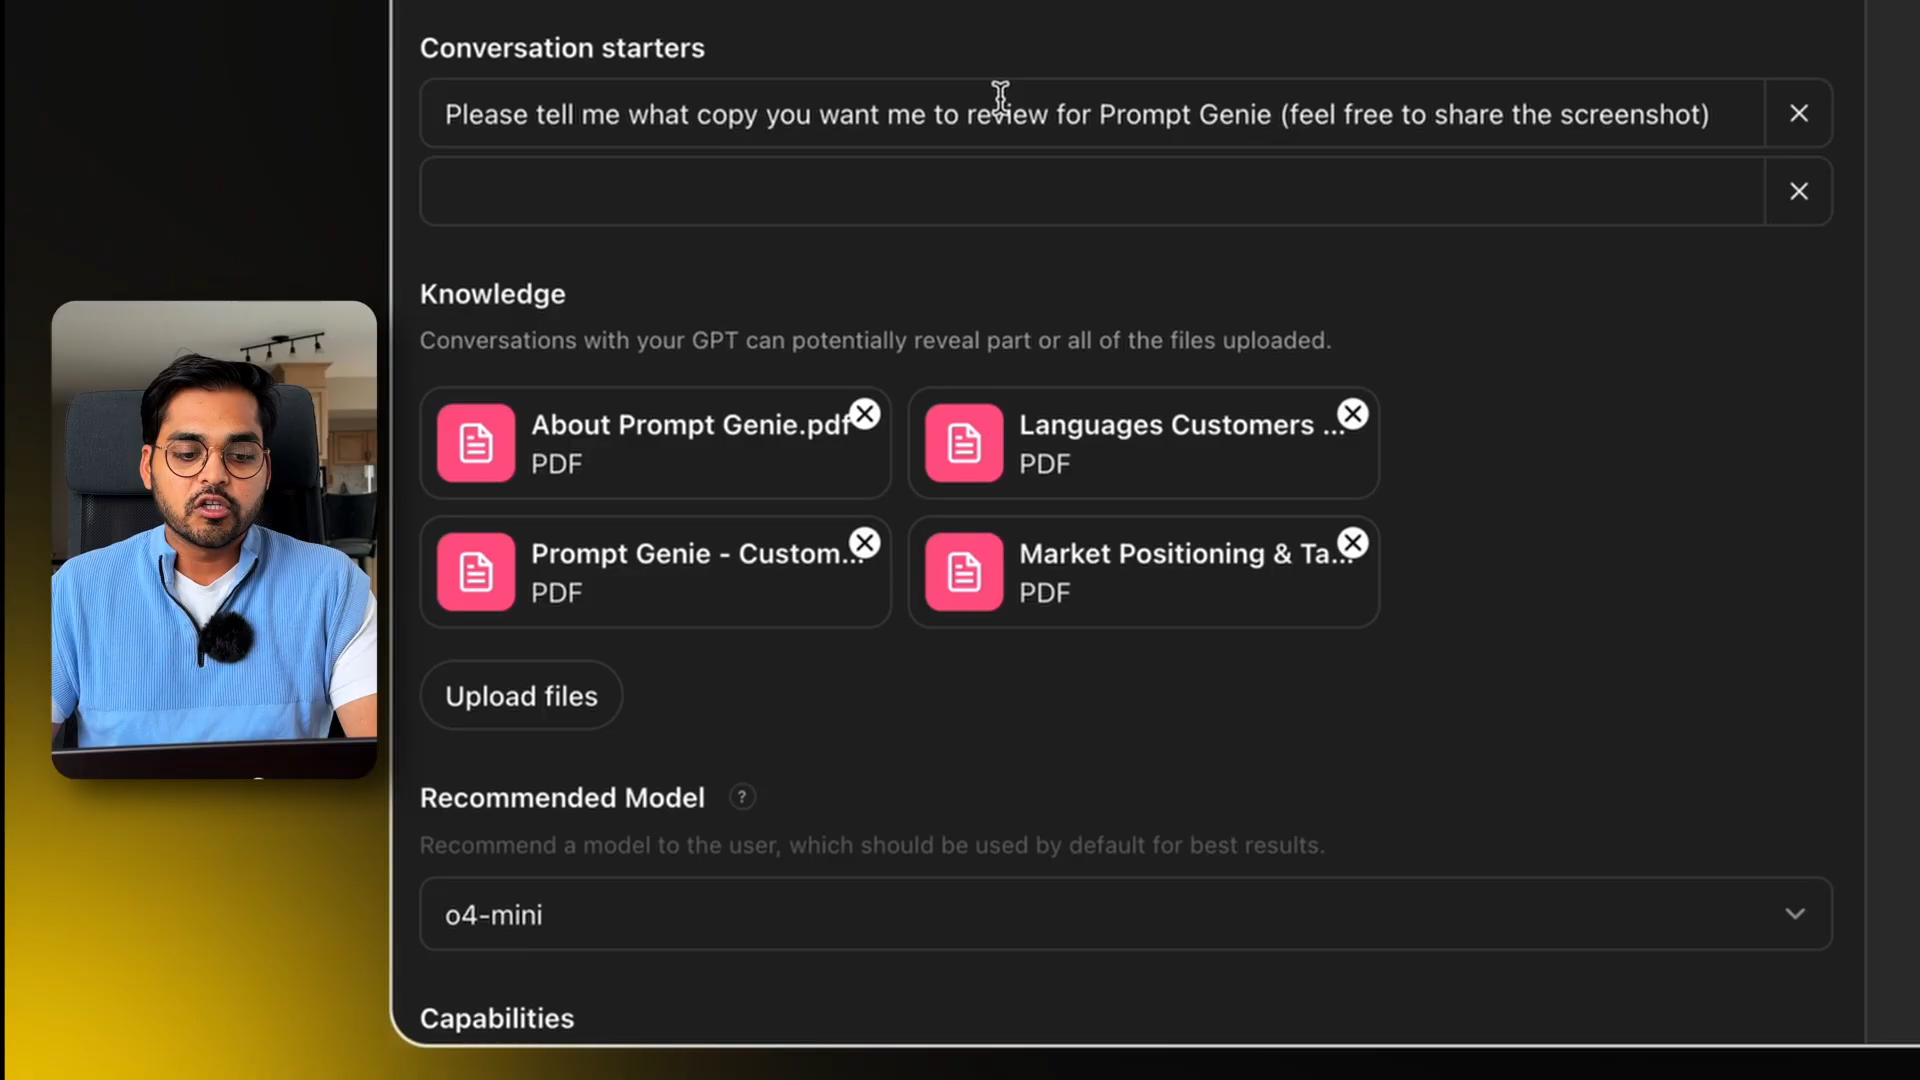 Conversation starters
Please tell me what copy you want me to review for Prompt Genie (feel free to share the screenshot)
Knowledge
Conversations with your GPT can potentially reveal part or all of the files uploaded.
About Prompt Genie.pdf
PDF
Languages Customers ...
PDF
Prompt Genie - Custom...
PDF
Market Positioning & Ta...
PDF
Upload files
Recommended Model ?
Recommend a model to the user, which should be used by default for best results.
o4-mini
Capabilities